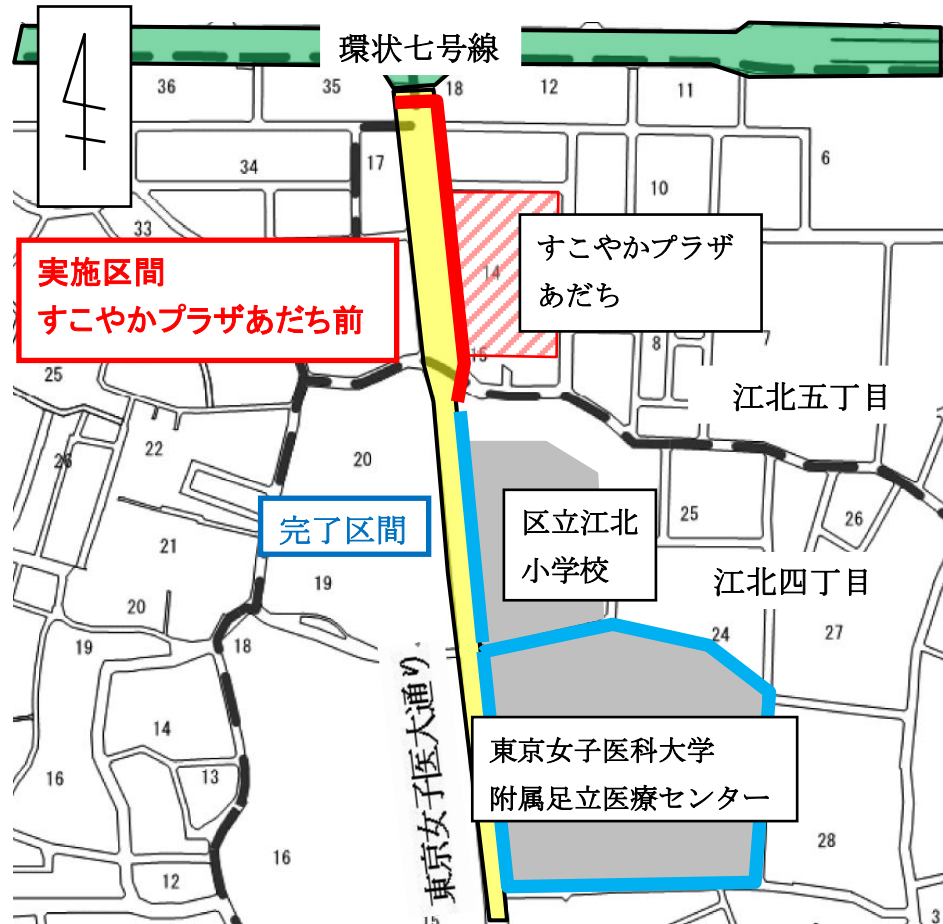 環状七号線
36
35
18
12
11
34
17
10
6
33
14
すこやかプラザ
あだち
実施区間
すこやかプラザあだち前
15
8
7
25
江北五丁目
22
26
20
完了区間
区立江北
小学校
25
26
21
19
江北四丁目
20
18
19
24
27
東京女子医大通り
14
13
16
東京女子医科大学
附属足立医療センター
16
12
28
15